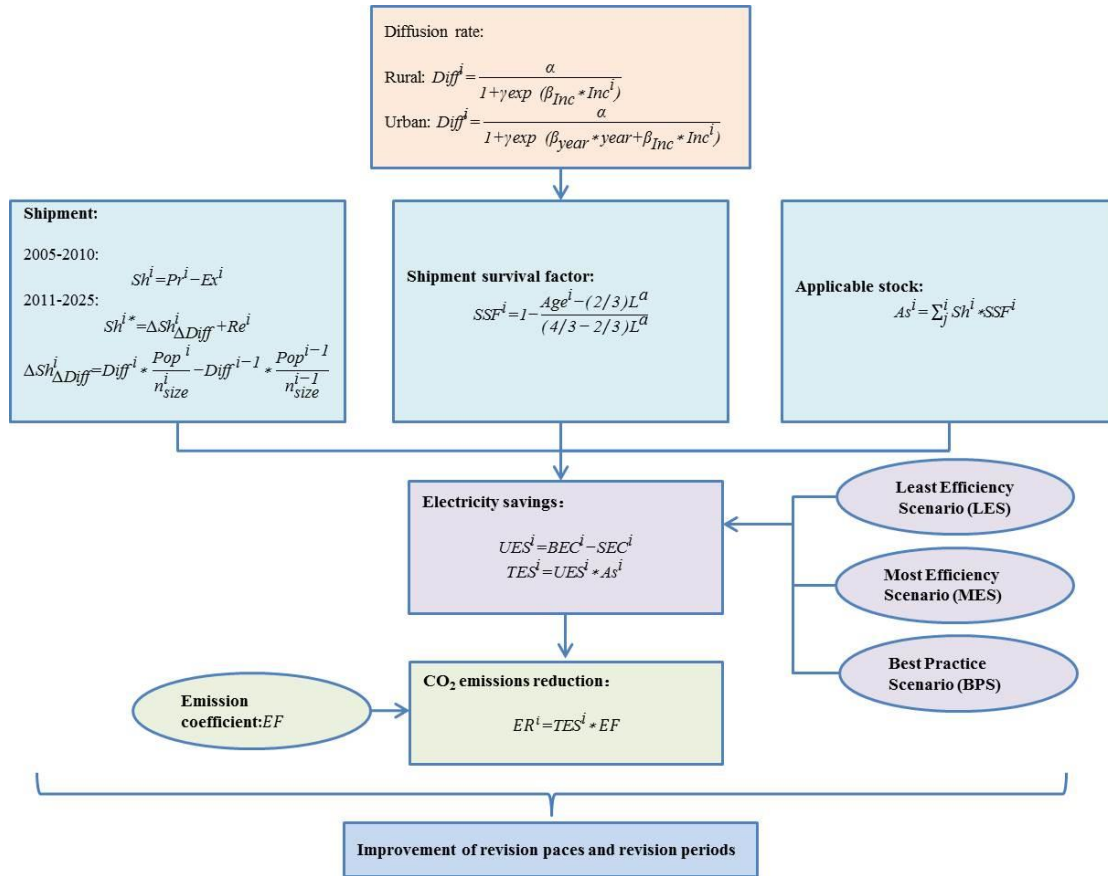 Diffusion rate:
Rural: Diff^i = α / (1+γexp (β_Inc * Inc^i))
Urban: Diff^i = α / (1+γexp (β_year * year+β_Inc * Inc^i))
Shipment:
2005-2010:
Sh^i=Pr^i−Ex^i
2011-2025:
Sh^i*=ΔSh^i_ΔDiff+Re^i
ΔSh^i_ΔDiff=Diff^i * Pop^i / n^i_size − Diff^i-1 * Pop^i-1 / n^i-1_size
Shipment survival factor:
SSF^i=1− (Age^i−(2/3)L^a) / ((4/3−2/3)L^a)
Applicable stock:
As^i=∑^i_j Sh^i*SSF^i
Electricity savings：
UES^i=BEC^i−SEC^i
TES^i=UES^i*As^i
Least Efficiency
Scenario (LES)
Most Efficiency
Scenario (MES)
Best Practice
Scenario (BPS)
Emission
coefficient:EF
CO₂ emissions reduction：
ER^i=TES^i*EF
Improvement of revision paces and revision periods